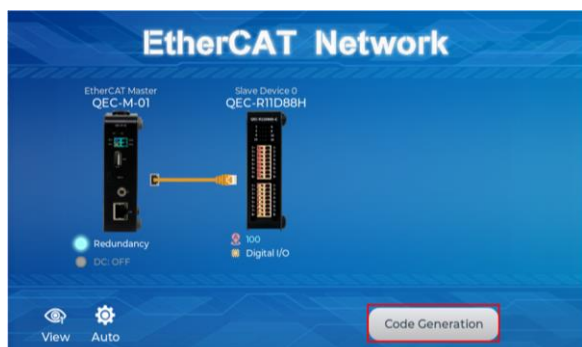 EtherCAT Network
EtherCAT Master
QEC-M-01
Slave Device 0
QEC-R11D88H
Redundancy
DC: OFF
100
Digital I/O
View
Auto
Code Generation